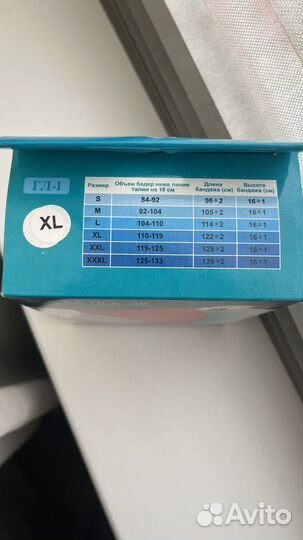 ГЛ-1
XL
Размер Объем бедер ниже линии талии на 10 см Длина бандажа (см) Высота бандажа (см)
S 84-92 96±2 16±1
M 92-104 105±2 16±1
L 104-110 114±2 16±1
XL 110-119 122±2 16±1
XXL 119-125 129±2 16±1
XXXL 125-133 138±2 16±1
Avito